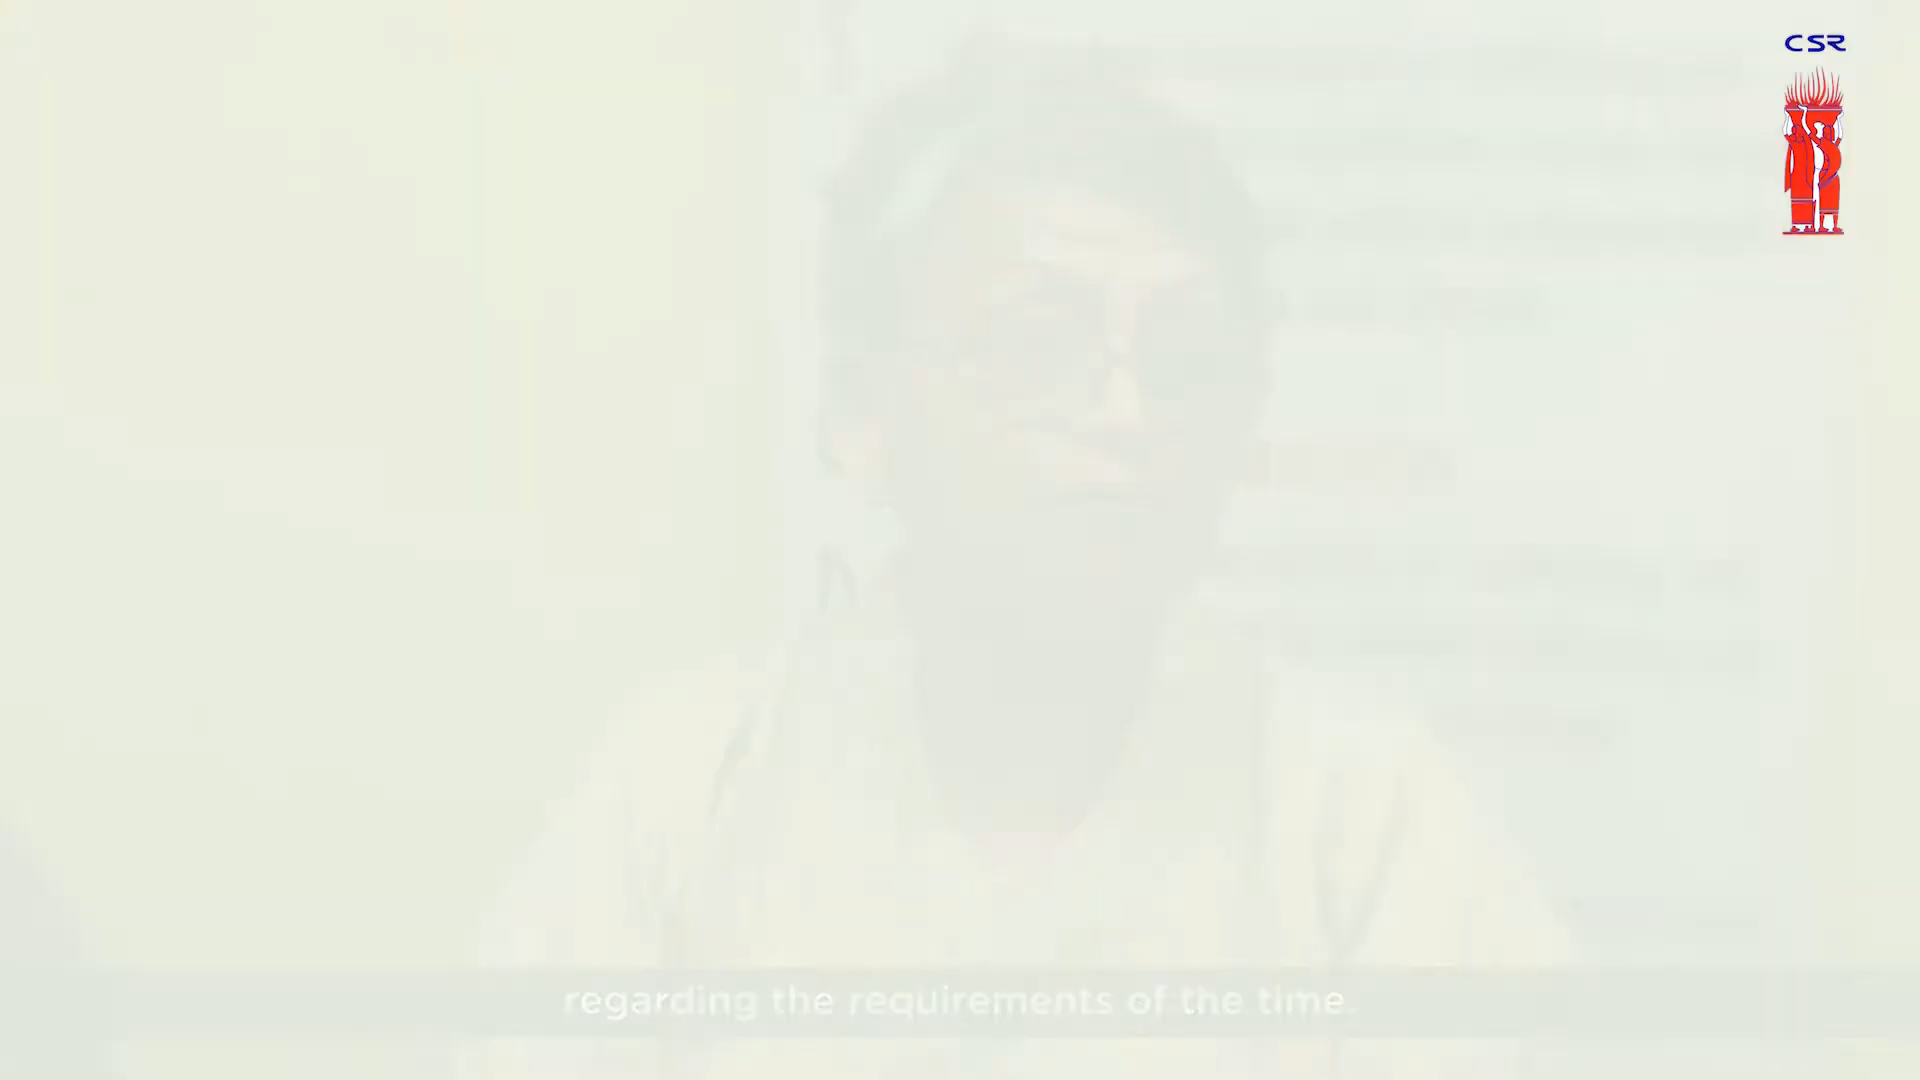 CSR
regarding the requirements of the time.